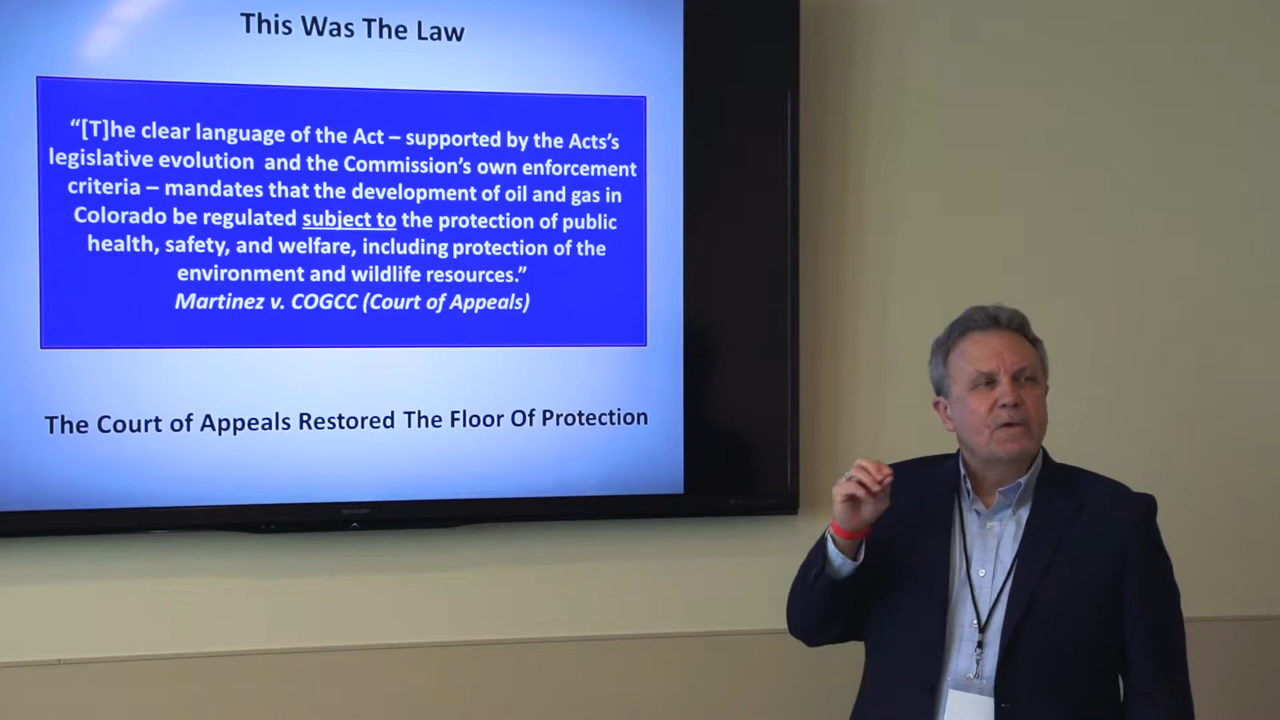 This Was The Law
“[T]he clear language of the Act – supported by the Acts’s
legislative evolution and the Commission’s own enforcement
criteria – mandates that the development of oil and gas in
Colorado be regulated subject to the protection of public
health, safety, and welfare, including protection of the
environment and wildlife resources.”
Martinez v. COGCC (Court of Appeals)
The Court of Appeals Restored The Floor Of Protection
SHARP